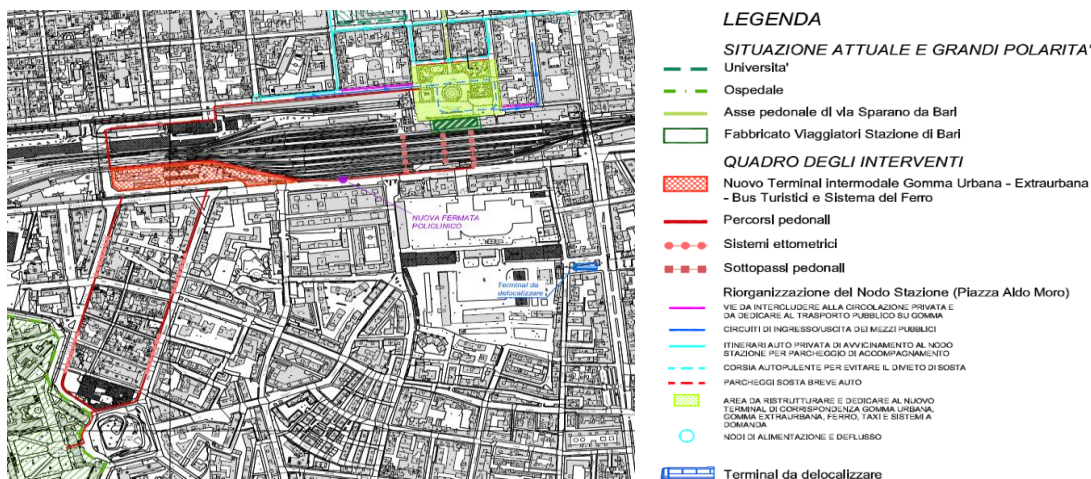 NUOVA FERMATA
POLICLINICO
Terminal da
delocalizzare
LEGENDA
SITUAZIONE ATTUALE E GRANDI POLARITA'
Universita'
Ospedale
Asse pedonale di via Sparano da Bari
Fabbricato Viaggiatori Stazione di Bari
QUADRO DEGLI INTERVENTI
Nuovo Terminal intermodale Gomma Urbana - Extraurbana
- Bus Turistici e Sistema del Ferro
Percorsi pedonali
Sistemi ettometrici
Sottopassi pedonali
Riorganizzazione del Nodo Stazione (Piazza Aldo Moro)
VIE DA INTERCLUDERE ALLA CIRCOLAZIONE PRIVATA E
DA DEDICARE AL TRASPORTO PUBBLICO SU GOMMA
CIRCUITI DI INGRESSO/USCITA DEI MEZZI PUBBLICI
ITINERARI AUTO PRIVATA DI AVVICINAMENTO AL NODO
STAZIONE PER PARCHEGGIO DI ACCOMPAGNAMENTO
CORSIA AUTOPULENTE PER EVITARE IL DIVIETO DI SOSTA
PARCHEGGI SOSTA BREVE AUTO
AREA DA RISTRUTTURARE E DEDICARE AL NUOVO
TERMINAL DI CORRISPONDENZA GOMMA URBANA,
GOMMA EXTRAURBANA, FERRO, TAXI E SISTEMI A
DOMANDA
NODI DI ALIMENTAZIONE E DEFLUSSO
Terminal da delocalizzare